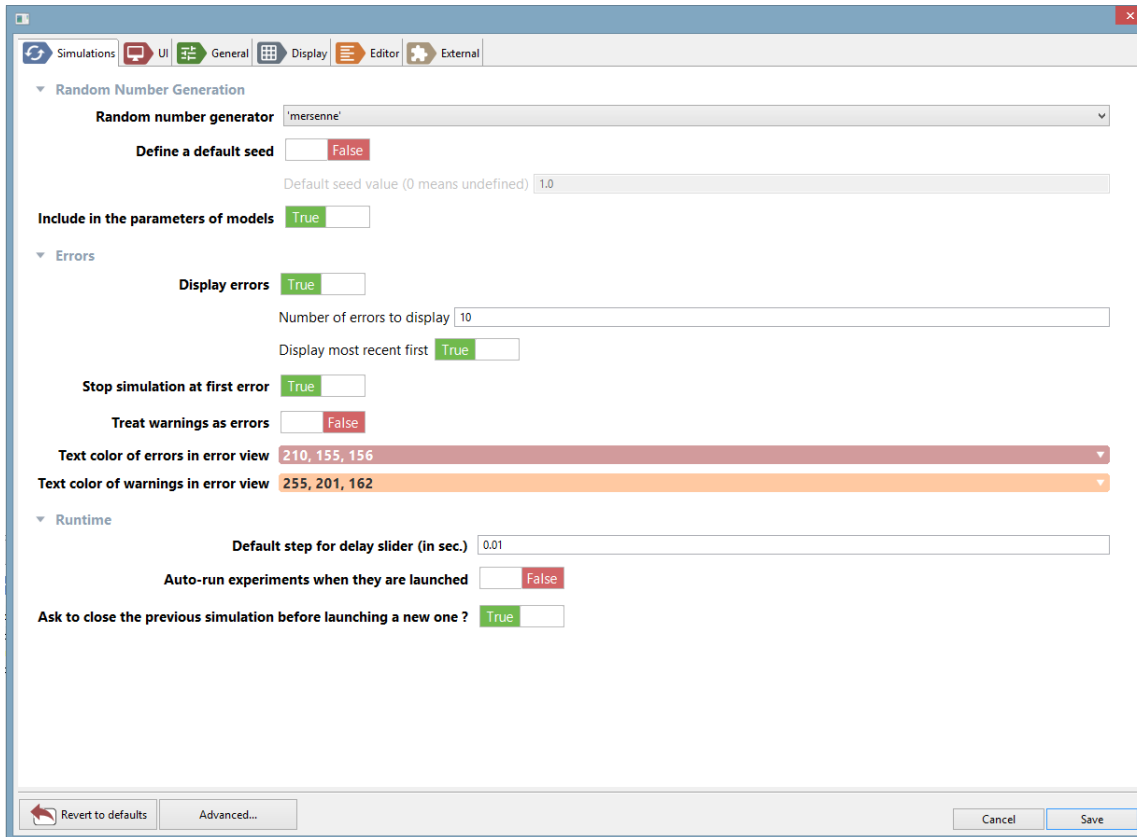 Simulations UI General Display Editor External
Random Number Generation
Random number generator 'mersenne'
Define a default seed False
Default seed value (0 means undefined) 1.0
Include in the parameters of models True
Errors
Display errors True
Number of errors to display 10
Display most recent first True
Stop simulation at first error True
Treat warnings as errors False
Text color of errors in error view 210, 155, 156
Text color of warnings in error view 255, 201, 162
Runtime
Default step for delay slider (in sec.) 0.01
Auto-run experiments when they are launched False
Ask to close the previous simulation before launching a new one ? True
Revert to defaults Advanced... Cancel Save